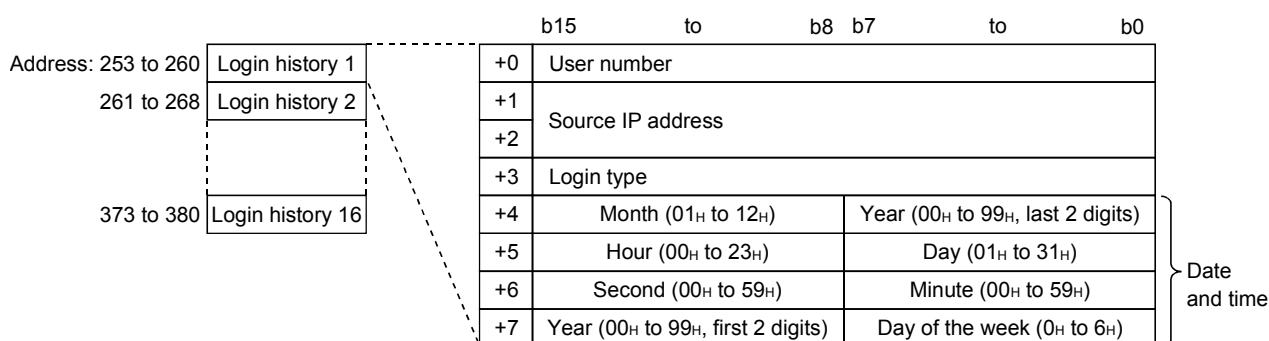 b15 to b8 b7 to b0
Address: 253 to 260 Login history 1 +0 User number
261 to 268 Login history 2 +1
Source IP address
+2
+3 Login type
373 to 380 Login history 16 +4 Month (01H to 12H) Year (00H to 99H, last 2 digits)
+5 Hour (00H to 23H) Day (01H to 31H)
Date
and time
+6 Second (00H to 59H) Minute (00H to 59H)
+7 Year (00H to 99H, first 2 digits) Day of the week (0H to 6H)